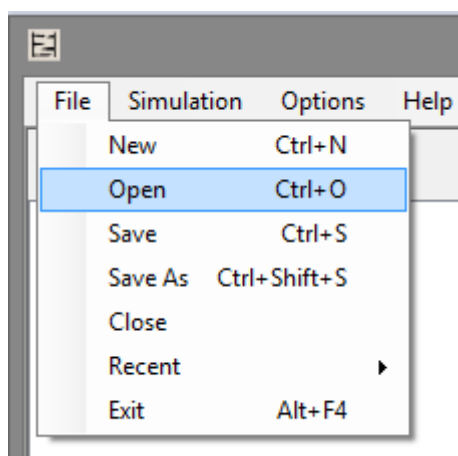 File Simulation Options Help
New Ctrl+N
Open Ctrl+O
Save Ctrl+S
Save As Ctrl+Shift+S
Close
Recent
Exit Alt+F4